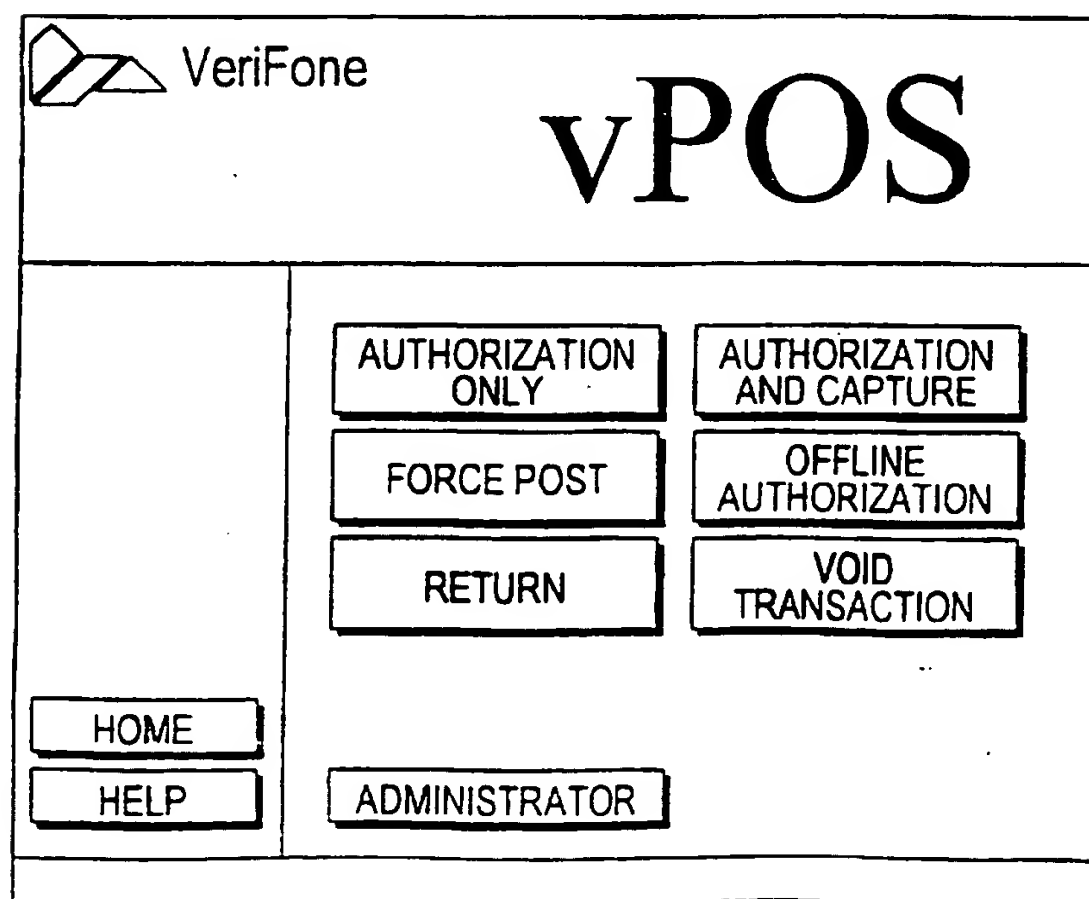 VeriFone
vPOS
AUTHORIZATION
ONLY
AUTHORIZATION
AND CAPTURE
FORCE POST
OFFLINE
AUTHORIZATION
RETURN
VOID
TRANSACTION
HOME
HELP
ADMINISTRATOR